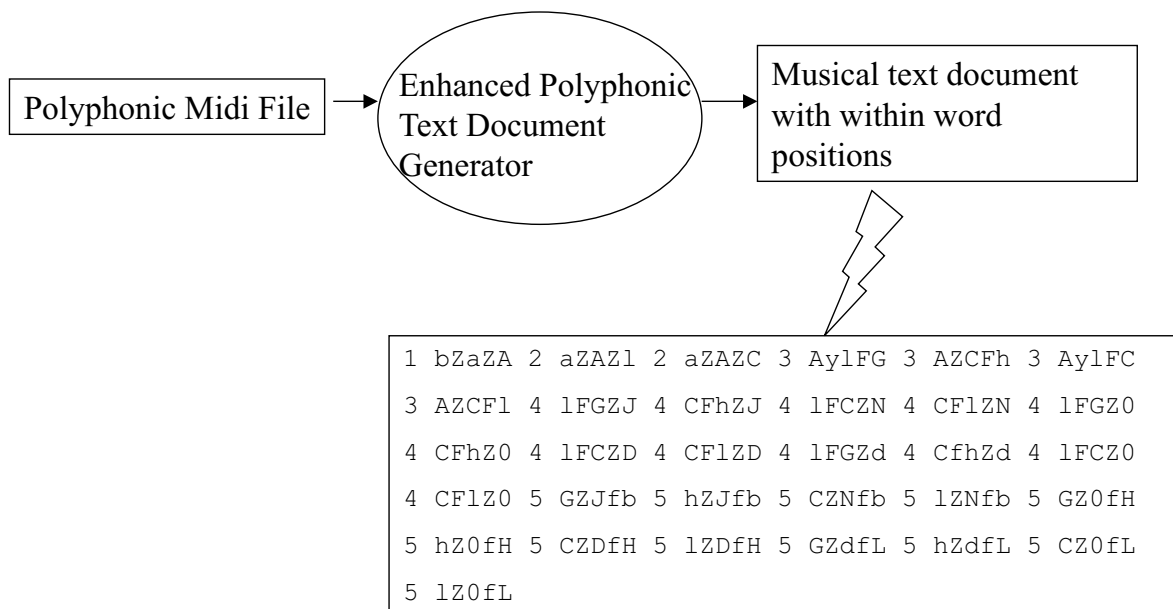 Polyphonic Midi File
Enhanced Polyphonic
Text Document
Generator
Musical text document
with within word
positions
1 bZaZA 2 aZAZl 2 aZAZC 3 AylFG 3 AZCFh 3 AylFC
3 AZCFl 4 lFGZJ 4 CFhZJ 4 lFCZN 4 CFlZN 4 lFGZ0
4 CFhZ0 4 lFCZD 4 CFlZD 4 lFGZd 4 CfhZd 4 lFCZ0
4 CFlZ0 5 GZJfb 5 hZJfb 5 CZNfb 5 lZNfb 5 GZ0fH
5 hZ0fH 5 CZDfH 5 lZDfH 5 GZdfL 5 hZdfL 5 CZ0fL
5 lZ0fL